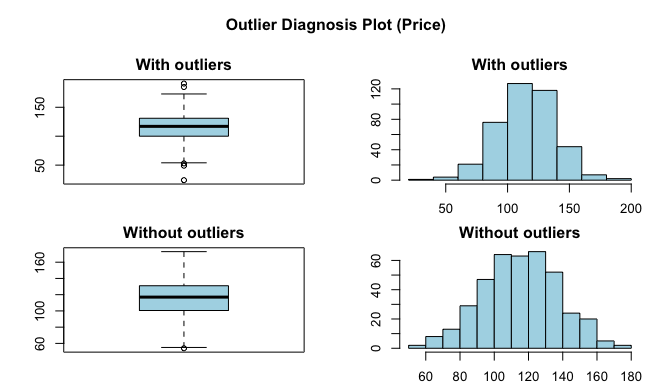 Outlier Diagnosis Plot (Price)
With outliers
150
50
With outliers
120
80
40
0
50 100 150 200
Without outliers
160
100
60
Without outliers
60
40
20
0
60 80 100 120 140 160 180